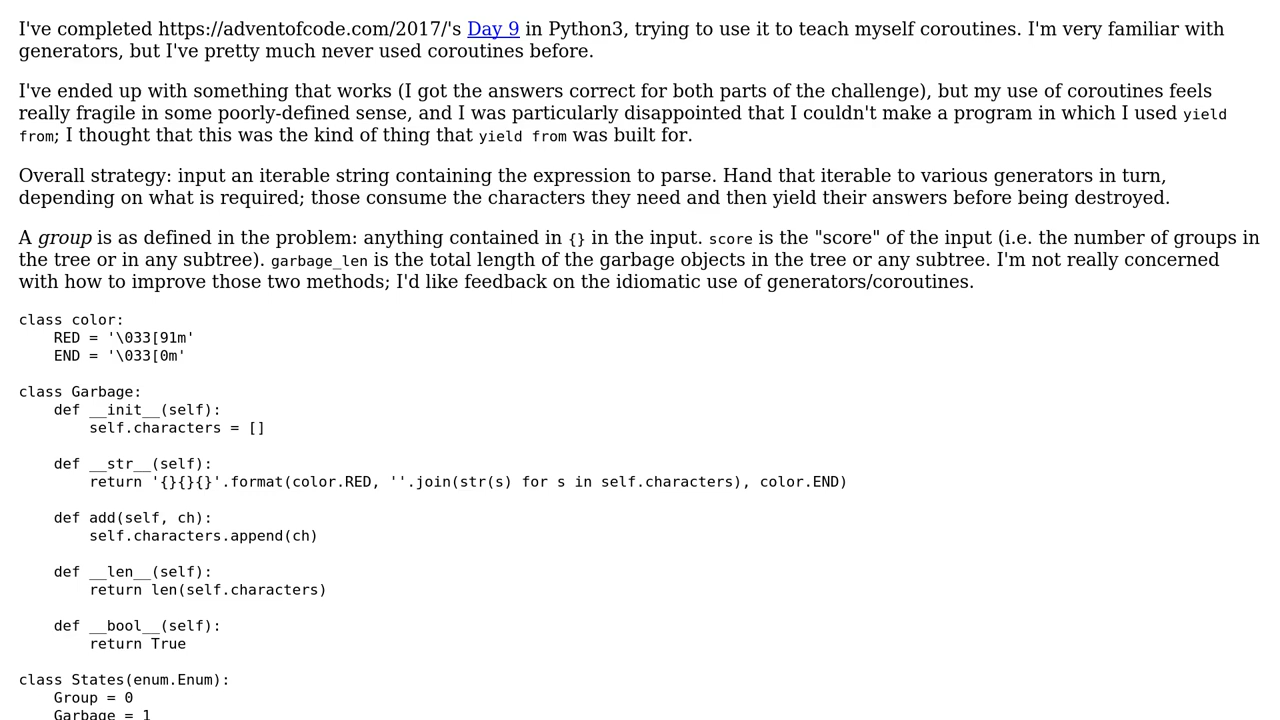 I've completed https://adventofcode.com/2017/'s Day 9 in Python3, trying to use it to teach myself coroutines. I'm very familiar with
generators, but I've pretty much never used coroutines before.
I've ended up with something that works (I got the answers correct for both parts of the challenge), but my use of coroutines feels
really fragile in some poorly-defined sense, and I was particularly disappointed that I couldn't make a program in which I used yield
from; I thought that this was the kind of thing that yield from was built for.
Overall strategy: input an iterable string containing the expression to parse. Hand that iterable to various generators in turn,
depending on what is required; those consume the characters they need and then yield their answers before being destroyed.
A group is as defined in the problem: anything contained in {} in the input. score is the "score" of the input (i.e. the number of groups in
the tree or in any subtree). garbage_len is the total length of the garbage objects in the tree or any subtree. I'm not really concerned
with how to improve those two methods; I'd like feedback on the idiomatic use of generators/coroutines.
class color:
    RED = '\033[91m'
    END = '\033[0m'
class Garbage:
    def __init__(self):
        self.characters = []
    def __str__(self):
        return '{}{}{}'.format(color.RED, ''.join(str(s) for s in self.characters), color.END)
    def add(self, ch):
        self.characters.append(ch)
    def __len__(self):
        return len(self.characters)
    def __bool__(self):
        return True
class States(enum.Enum):
    Group = 0
    Garbage = 1